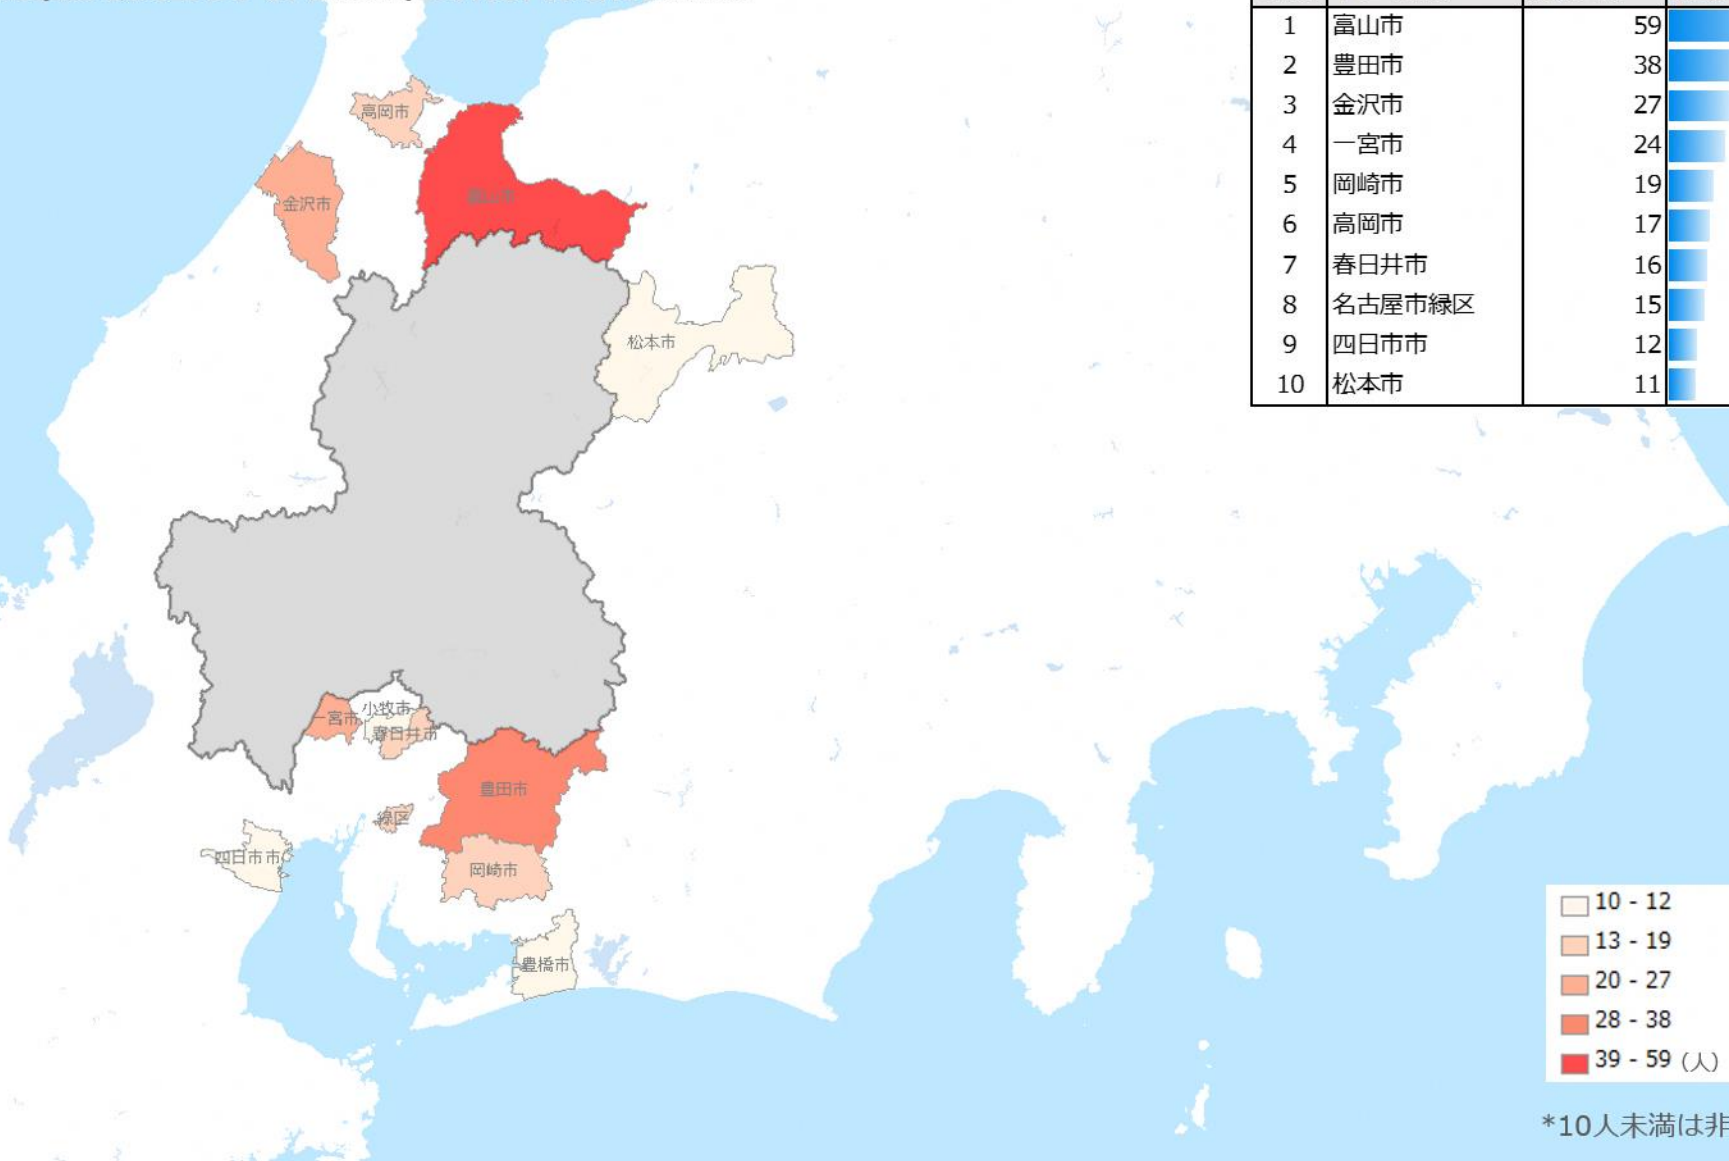 1 富山市 59
2 豊田市 38
3 金沢市 27
4 一宮市 24
5 岡崎市 19
6 高岡市 17
7 春日井市 16
8 名古屋市緑区 15
9 四日市市 12
10 松本市 11
高岡市
富山市
金沢市
松本市
小牧市
一宮市
春日井市
豊田市
緑区
四日市市
岡崎市
豊橋市
10 - 12
13 - 19
20 - 27
28 - 38
39 - 59 (人)
*10人未満は非